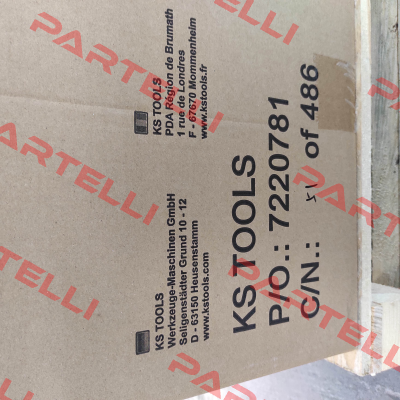 KS TOOLS
Werkzeuge-Maschinen GmbH
Seligenstädter Grund 10 - 12
D - 63150 Heusenstamm
www.kstools.com
KS TOOLS
PDA Région de Brumath
1 rue de Londres
F - 67670 Mommenheim
www.kstools.fr
KS TOOLS
P/O.: 7220781
C/N.: 51 of 486
PARTELLI
PARTELLI
PARTELLI
PARTELLI
PARTELLI